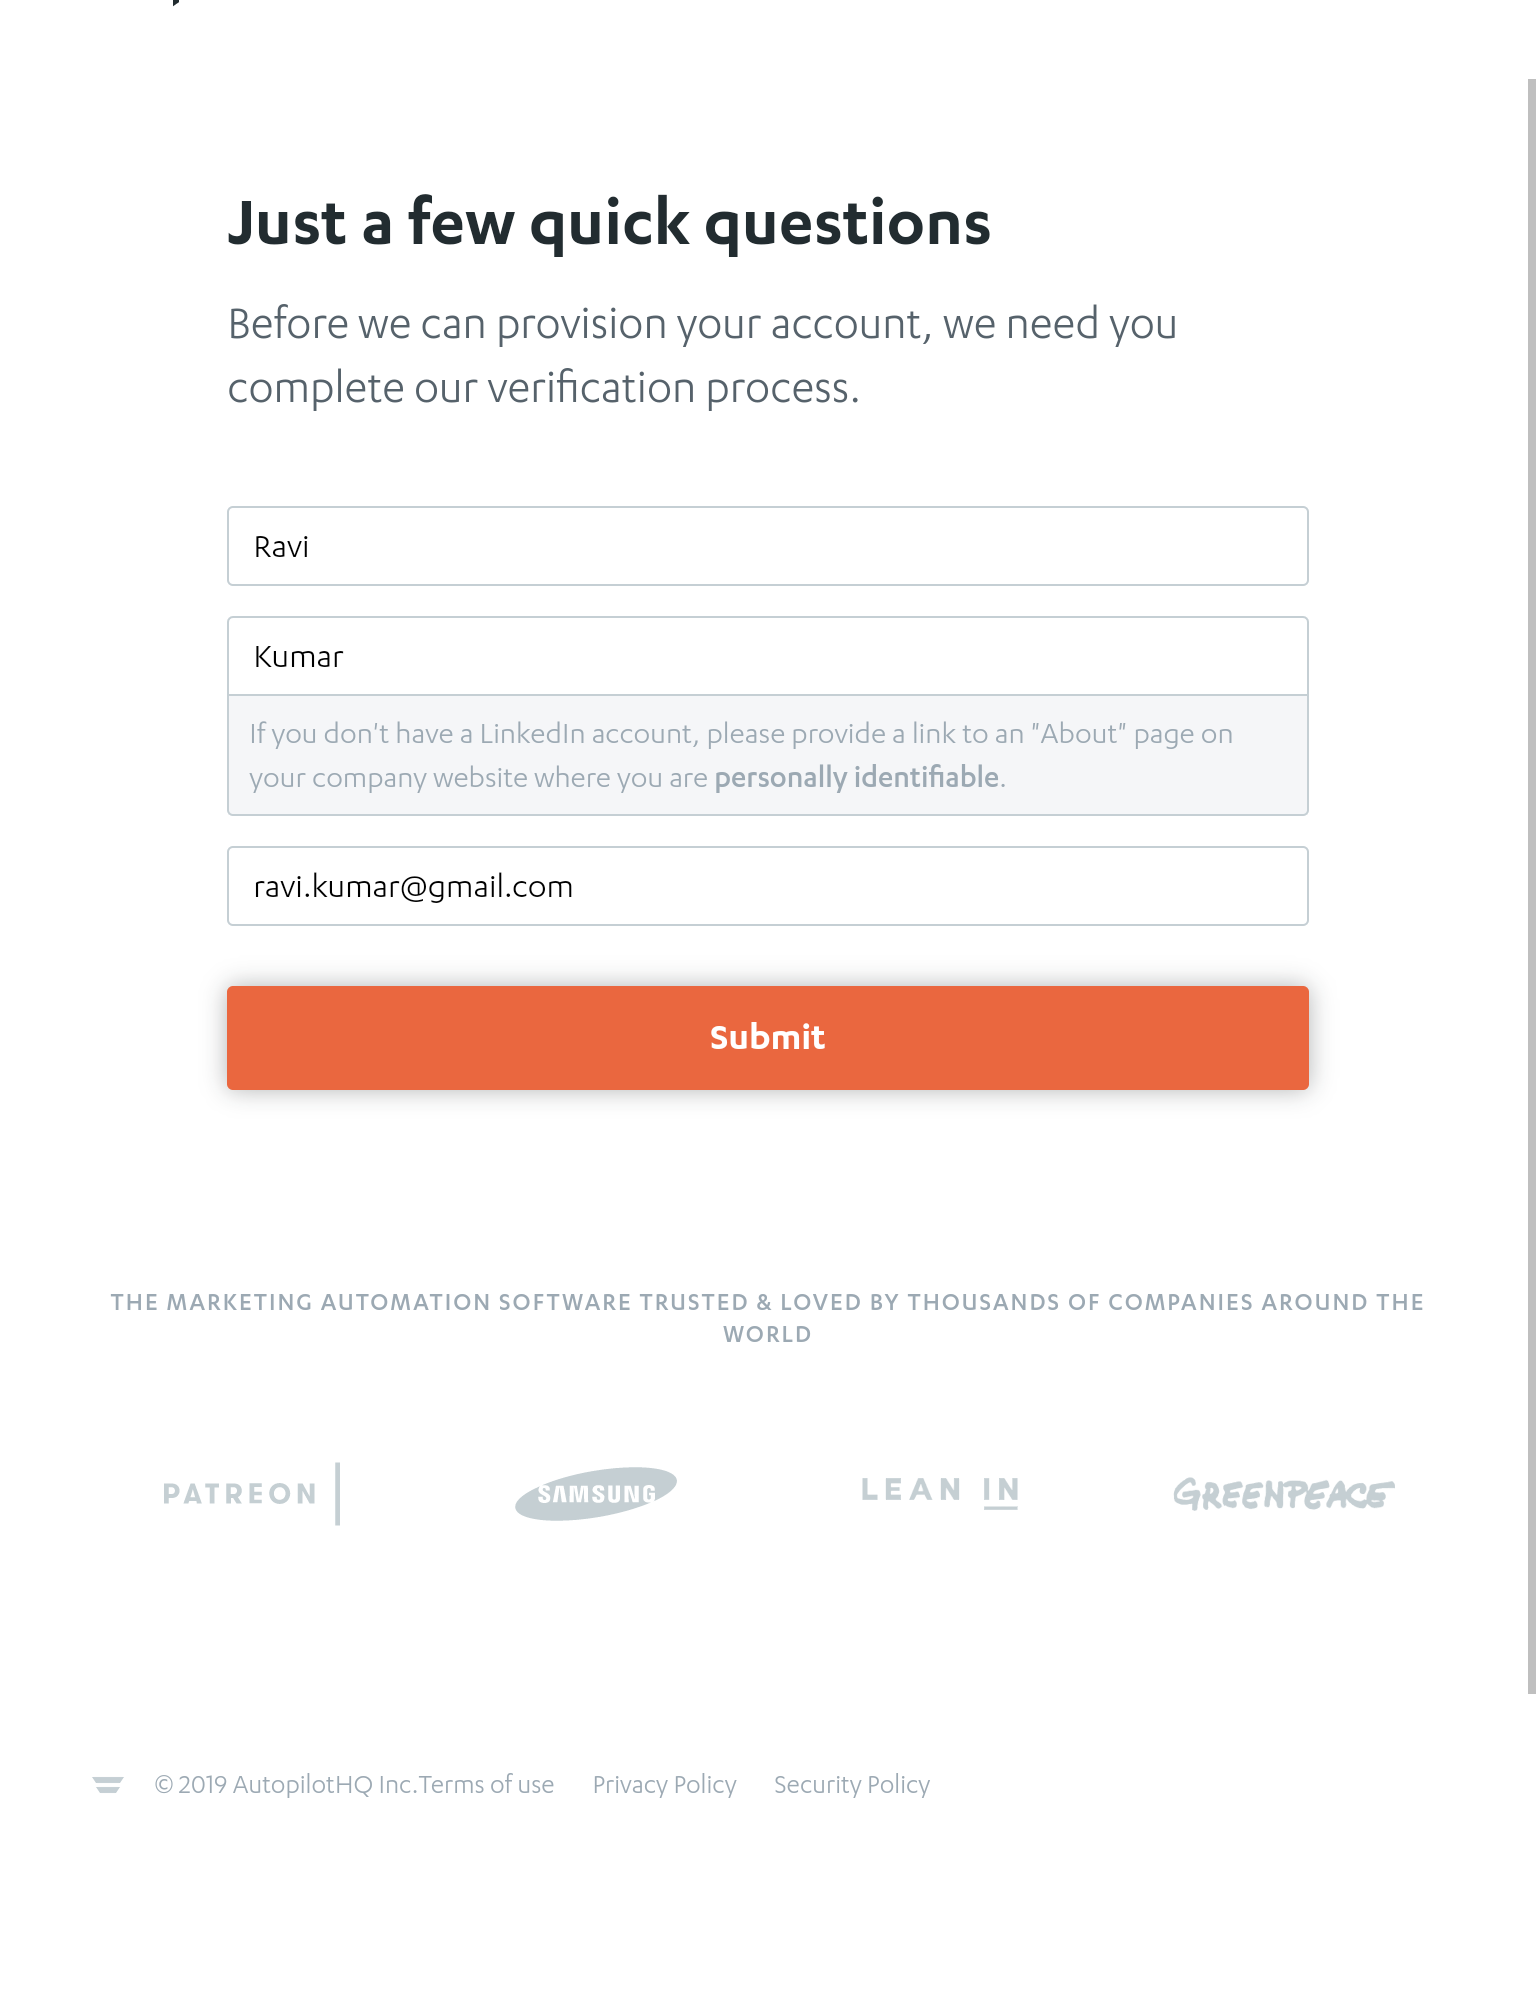 Just a few quick questions
Before we can provision your account, we need you
complete our verification process.
Ravi
Kumar
If you don't have a LinkedIn account, please provide a link to an "About" page on
your company website where you are personally identifiable.
ravi.kumar@gmail.com
Submit
THE MARKETING AUTOMATION SOFTWARE TRUSTED & LOVED BY THOUSANDS OF COMPANIES AROUND THE
WORLD
PATREON SAMSUNG LEAN IN GREENPEACE
© 2019 AutopilotHQ Inc.Terms of use Privacy Policy Security Policy